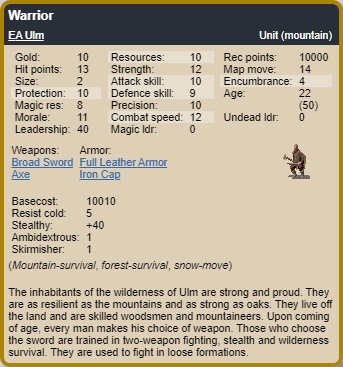 Warrior
EA Ulm Unit (mountain)
Gold: 10 Resources: 10 Rec points: 10000
Hit points: 13 Strength: 12 Map move: 14
Size: 2 Attack skill: 10 Encumbrance: 4
Protection: 10 Defence skill: 9 Age: 22
Magic res: 8 Precision: 10 (50)
Morale: 11 Combat speed: 12 Undead ldr: 0
Leadership: 40 Magic ldr: 0
Weapons: Armor:
Broad Sword Full Leather Armor
Axe Iron Cap
Basecost: 10010
Resist cold: 5
Stealthy: +40
Ambidextrous: 1
Skirmisher: 1
(Mountain-survival, forest-survival, snow-move)
The inhabitants of the wilderness of Ulm are strong and proud. They
are as resilient as the mountains and as strong as oaks. They live off
the land and are skilled woodsmen and mountaineers. Upon coming
of age, every man makes his choice of weapon. Those who choose
the sword are trained in two-weapon fighting, stealth and wilderness
survival. They are used to fight in loose formations.